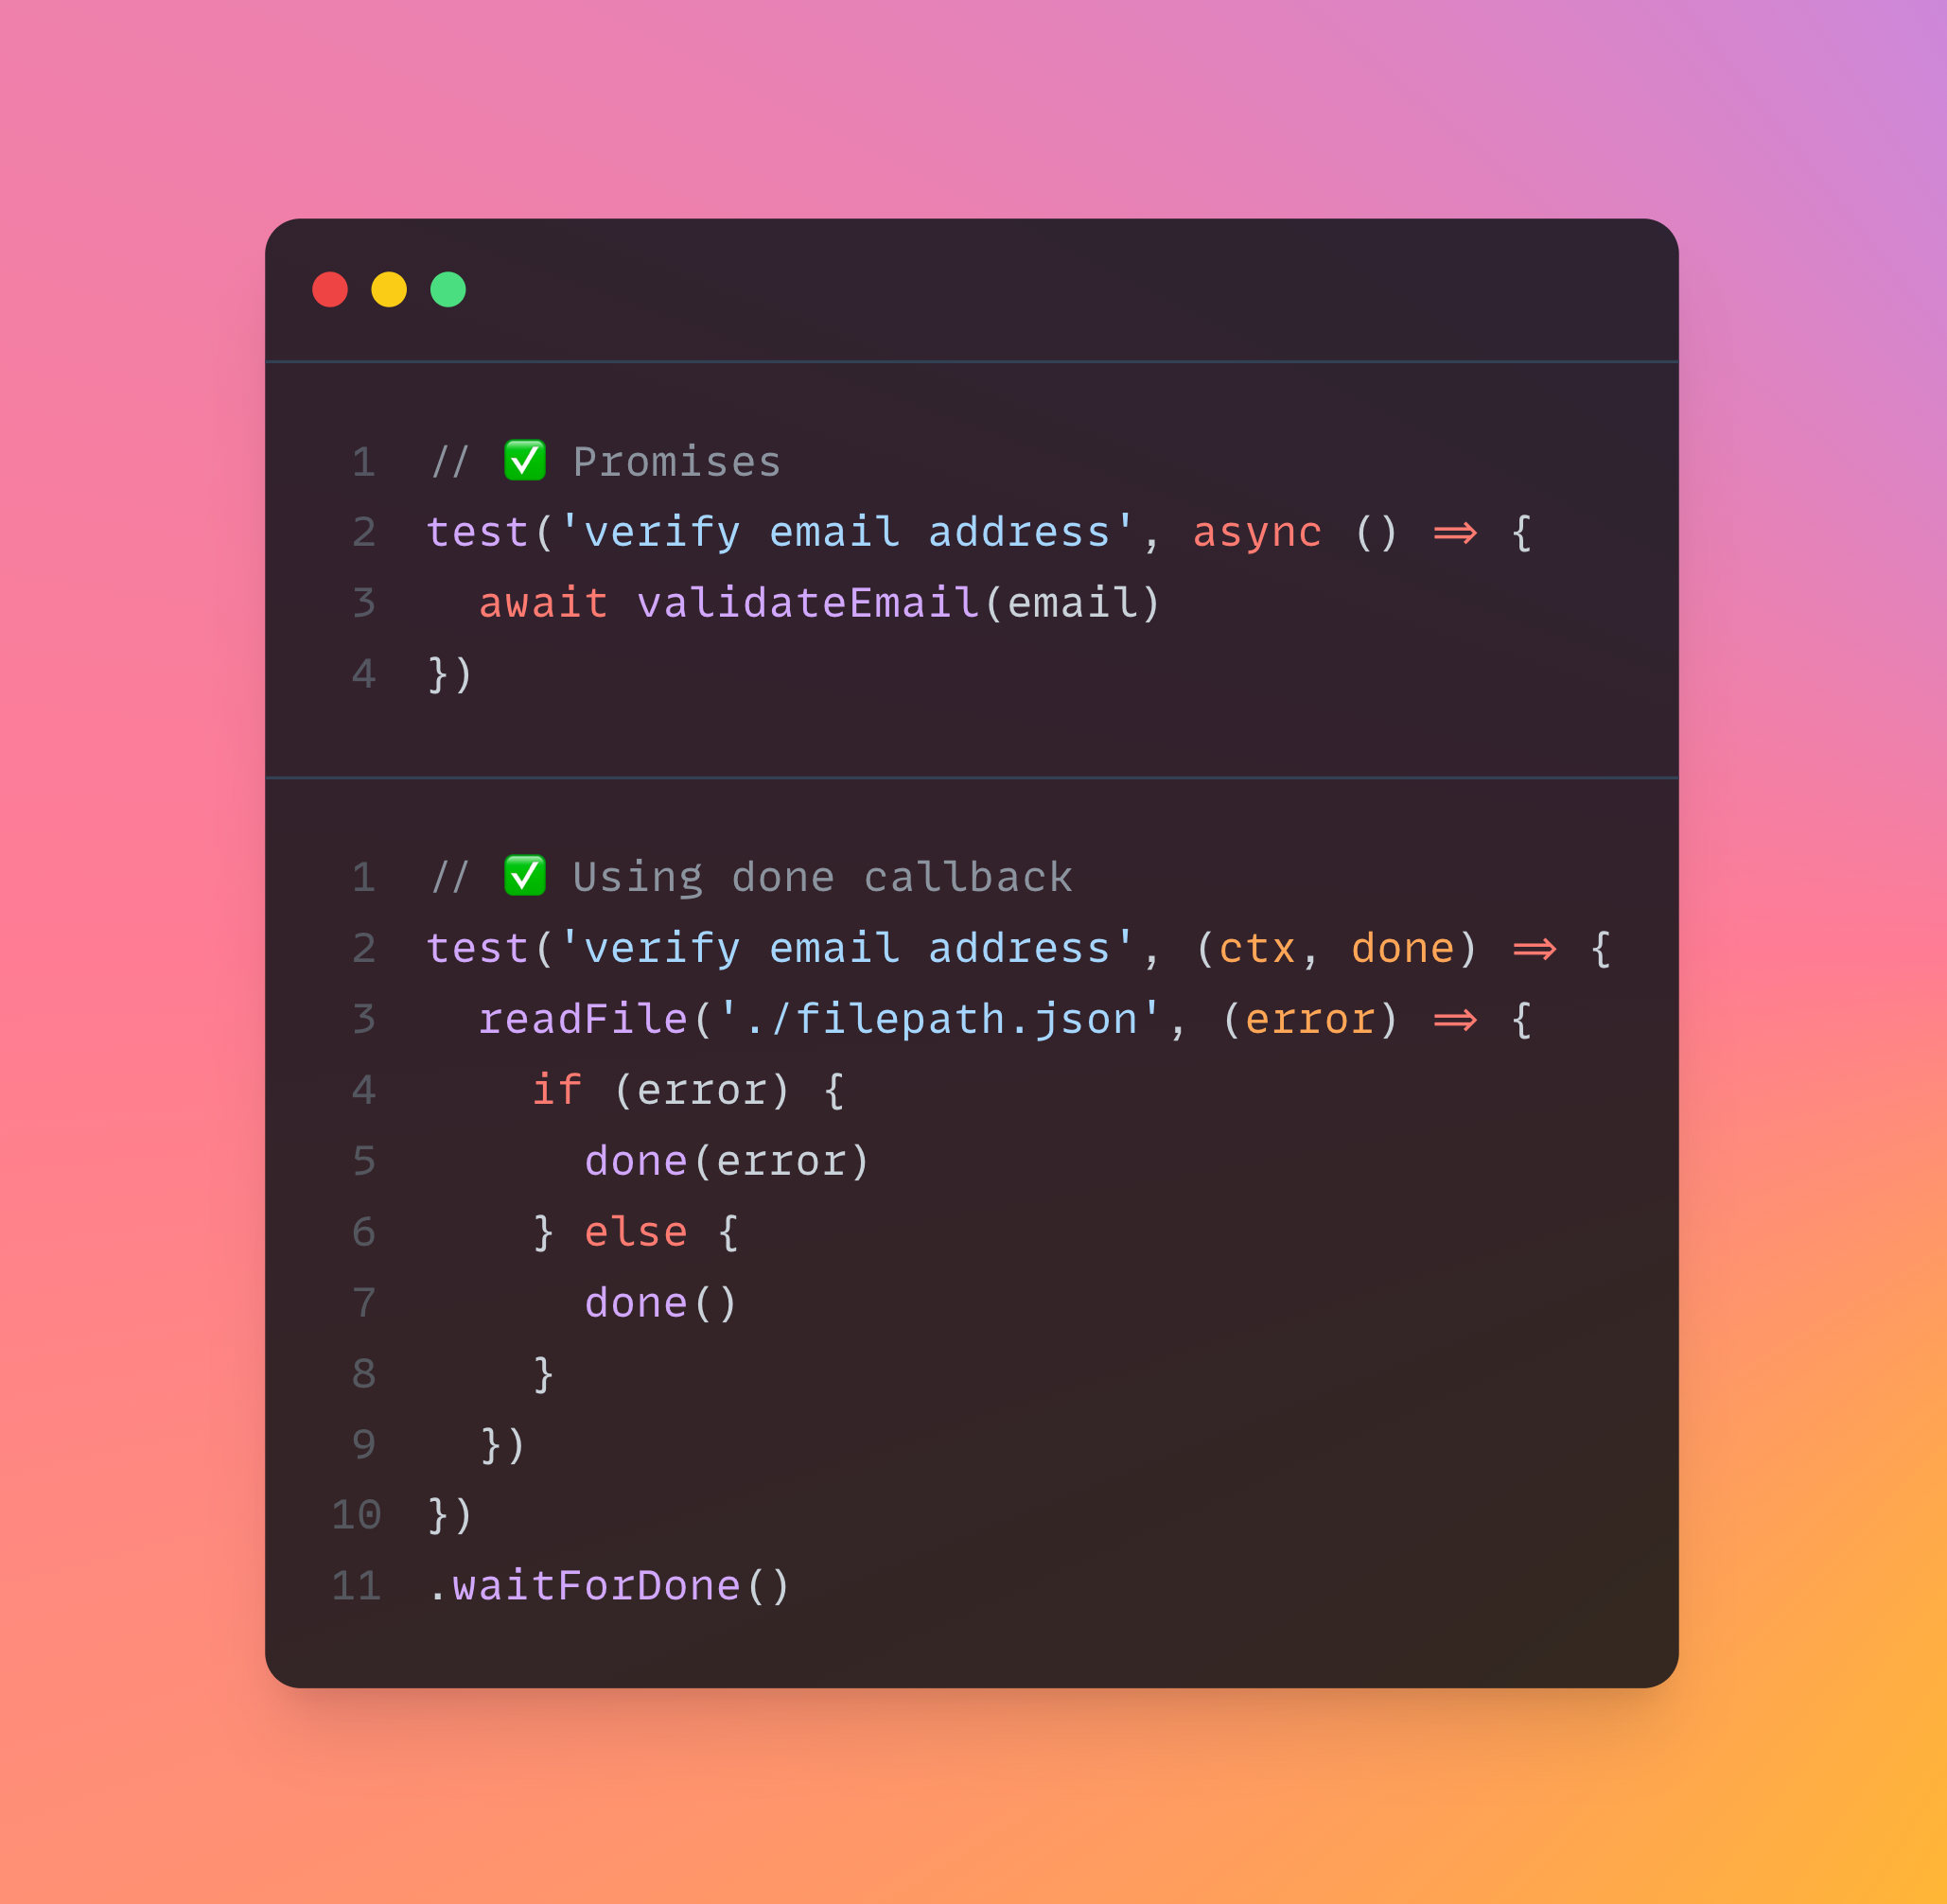 1 // ✅ Promises
2 test('verify email address', async () => {
3   await validateEmail(email)
4 })
1 // ✅ Using done callback
2 test('verify email address', (ctx, done) => {
3   readFile('./filepath.json', (error) => {
4     if (error) {
5       done(error)
6     } else {
7       done()
8     }
9   })
10 })
11 .waitForDone()